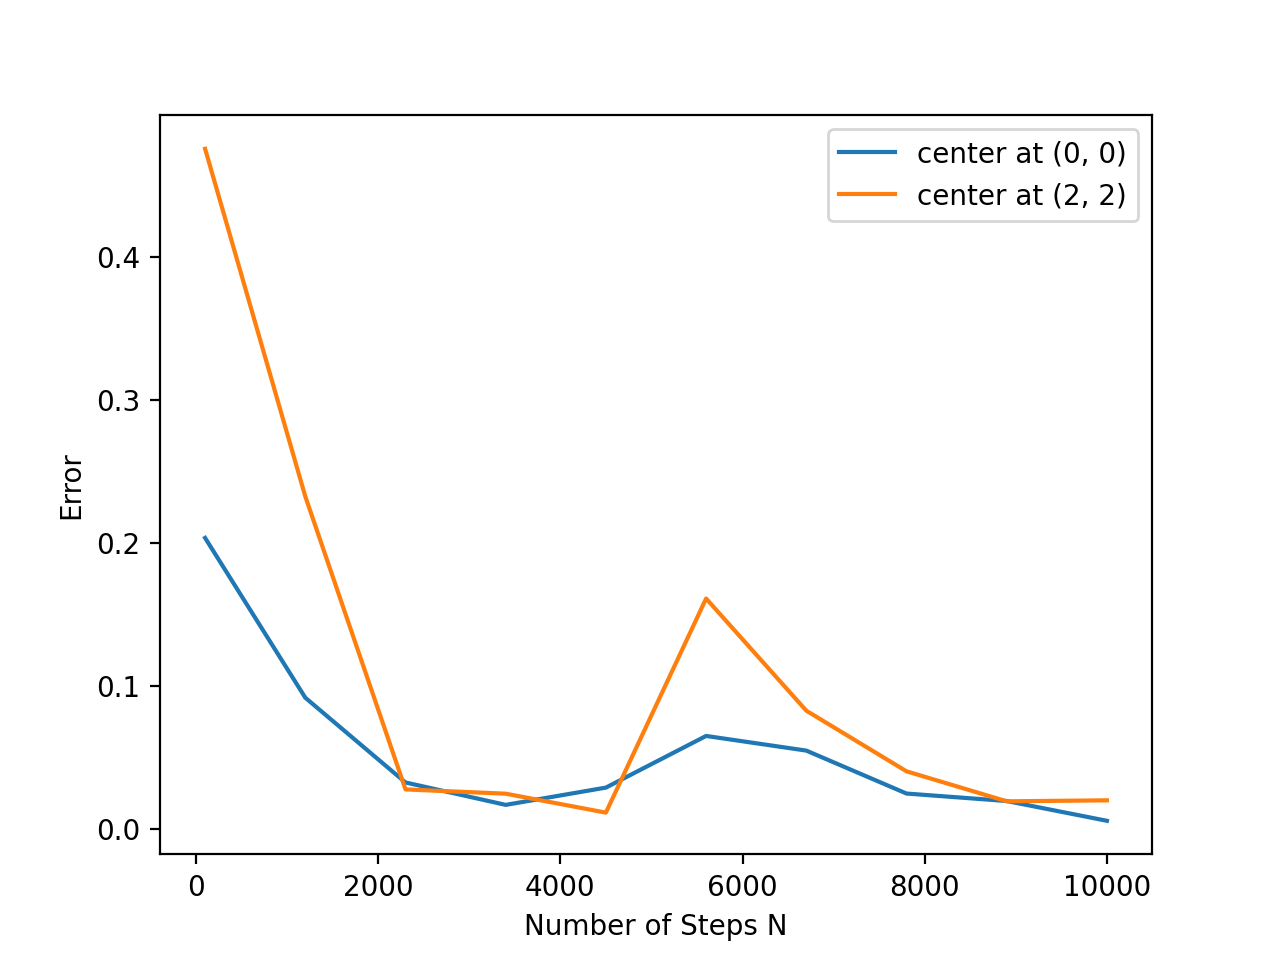 center at (0, 0)
center at (2, 2)
0.4
0.3
0.2
0.1
0.0
Error
0 2000 4000 6000 8000 10000
Number of Steps N